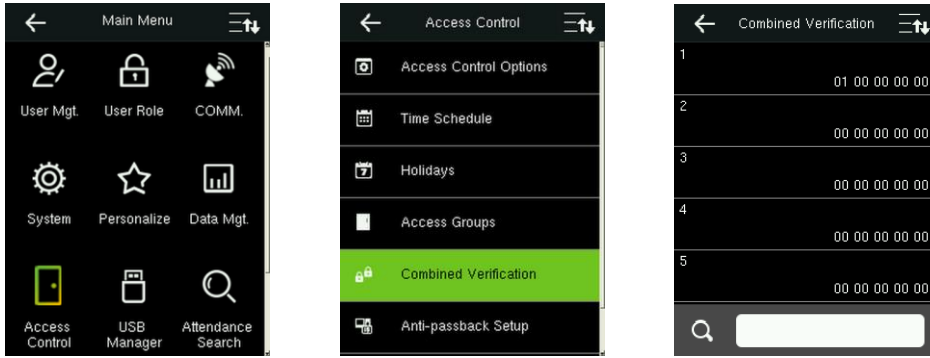 Main Menu
User Mgt.
User Role
COMM.
System
Personalize
Data Mgt.
Access
Control
USB
Manager
Attendance
Search
Access Control
Access Control Options
Time Schedule
7
Holidays
Access Groups
Combined Verification
Anti-passback Setup
Combined Verification
1
01 00 00 00 00
2
00 00 00 00 00
3
00 00 00 00 00
4
00 00 00 00 00
5
00 00 00 00 00